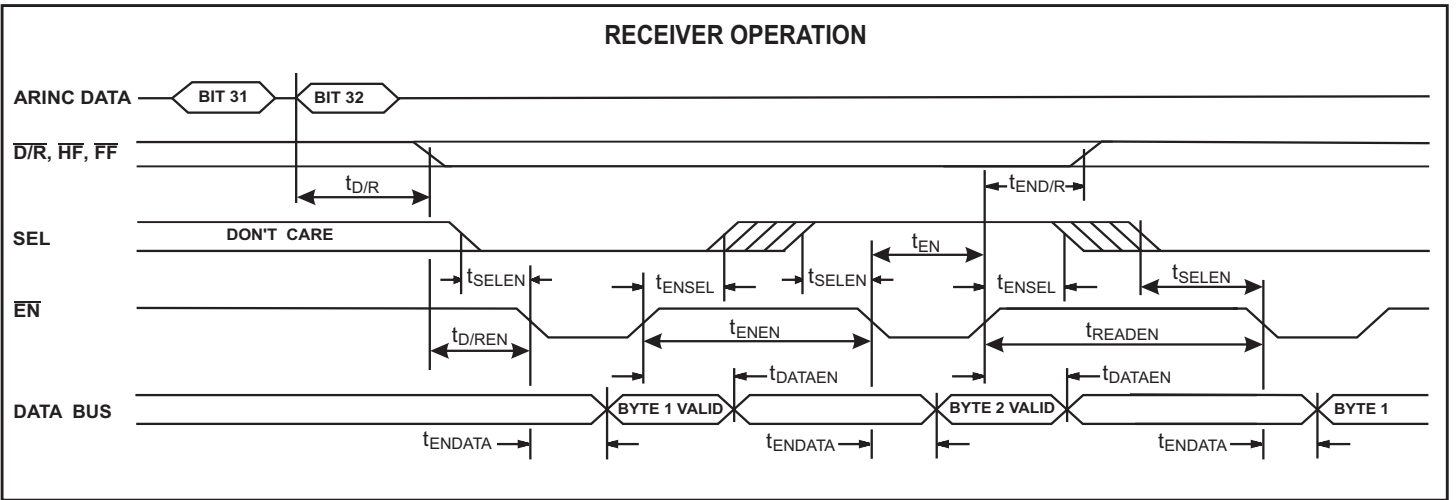 RECEIVER OPERATION
ARINC DATA
BIT 31
BIT 32
D/R, HF, FF
tD/R
tEND/R
SEL
DON'T CARE
tEN
tSELEN
tENSEL
tSELEN
tENSEL
tSELEN
EN
tD/REN
tENEN
tREADEN
tDATAEN
tDATAEN
DATA BUS
BYTE 1 VALID
BYTE 2 VALID
BYTE 1
tENDATA
tENDATA
tENDATA